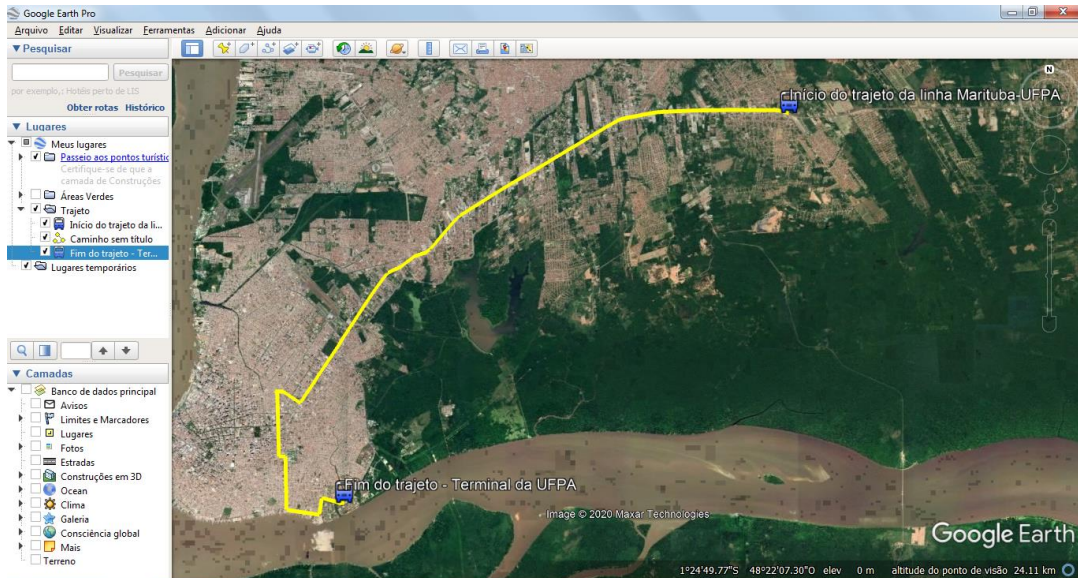 Google Earth Pro
Arquivo Editar Visualizar Ferramentas Adicionar Ajuda
Pesquisar
Pesquisar
por exemplo,: Hotéis perto de LIS
Obter rotas Histórico
Lugares
Meus lugares
Passeio aos pontos turístic
Certifique-se de que a
camada de Construções
Áreas Verdes
Trajeto
Início do trajeto da li...
Caminho sem título
Fim do trajeto - Ter...
Lugares temporários
Camadas
Banco de dados principal
Avisos
Limites e Marcadores
Lugares
Fotos
Estradas
Construções em 3D
Ocean
Clima
Galeria
Consciência global
Mais
Terreno
N
Início do trajeto da linha Marituba-UFPA
Fim do trajeto - Terminal da UFPA
Image © 2020 Maxar Technologies
Google Earth
1°24'49.77"S 48°22'07.30"O elev 0 m altitude do ponto de visão 24.11 km